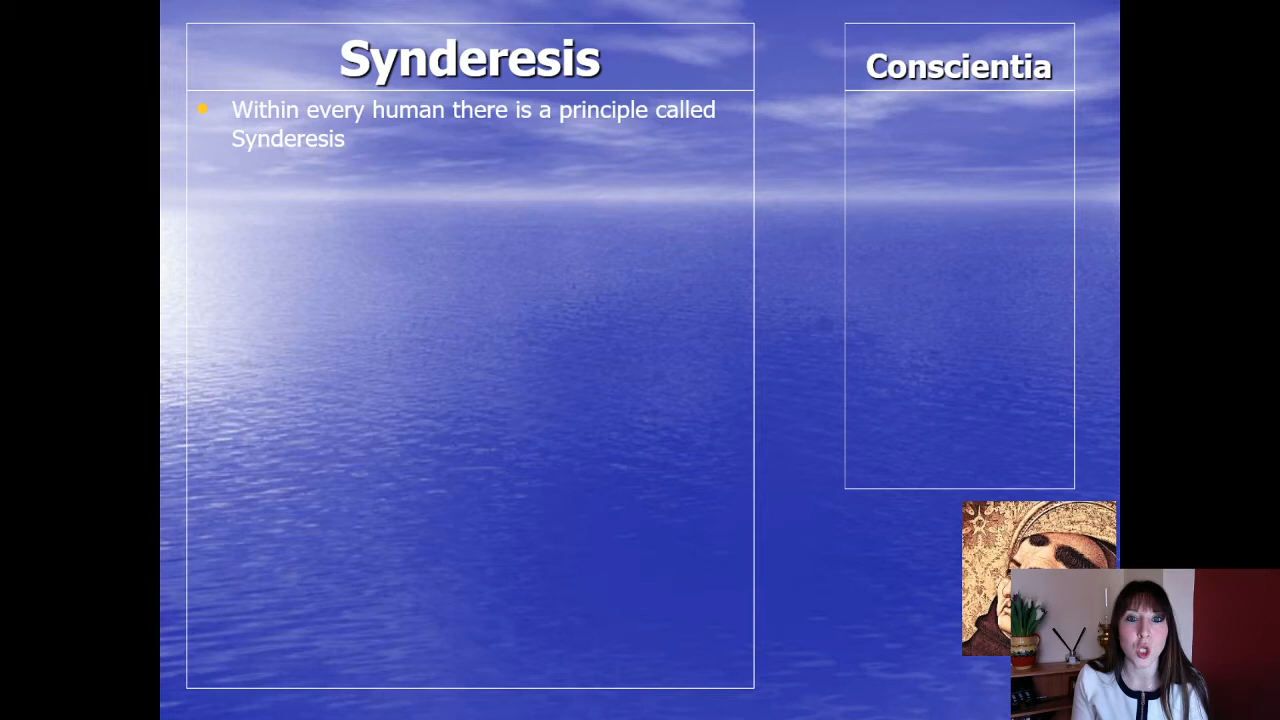 Synderesis
Within every human there is a principle called
Synderesis
Conscientia